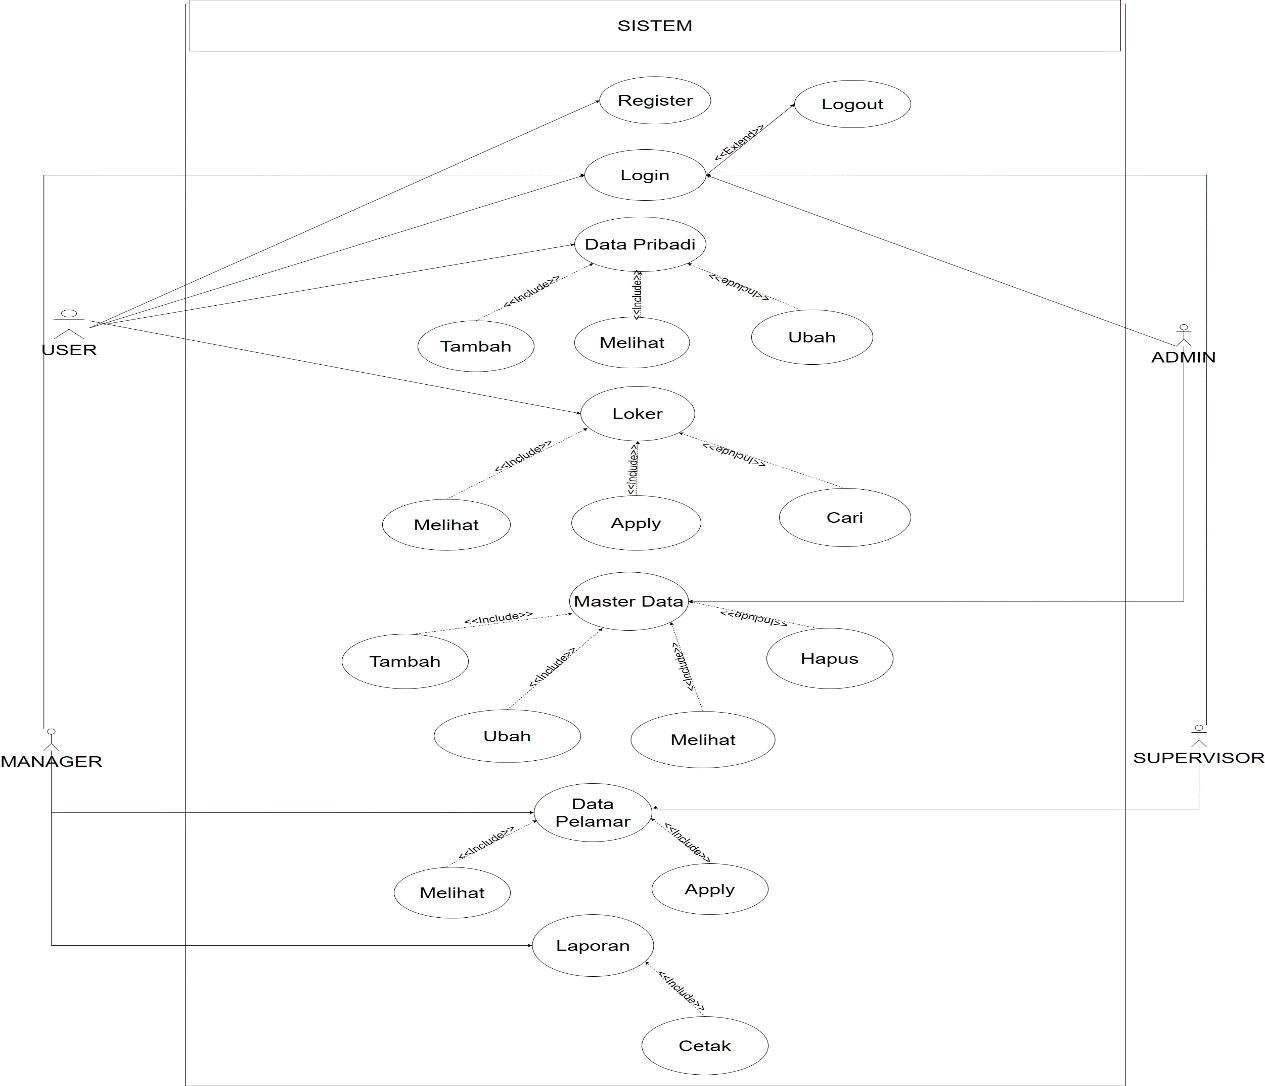 SISTEM
Register
Logout
<<Extend>>
Login
Data Pribadi
<<Include>>
<<Include>>
<<Include>>
USER
Tambah
Melihat
Ubah
ADMIN
Loker
<<Include>>
<<Include>>
<<Include>>
Melihat
Apply
Cari
Master Data
<<Include>>
<<Include>>
<<Include>>
<<Include>>
Tambah
Hapus
Ubah
Melihat
MANAGER
SUPERVISOR
Data
Pelamar
<<Include>>
<<Include>>
Melihat
Apply
Laporan
<<Include>>
Cetak